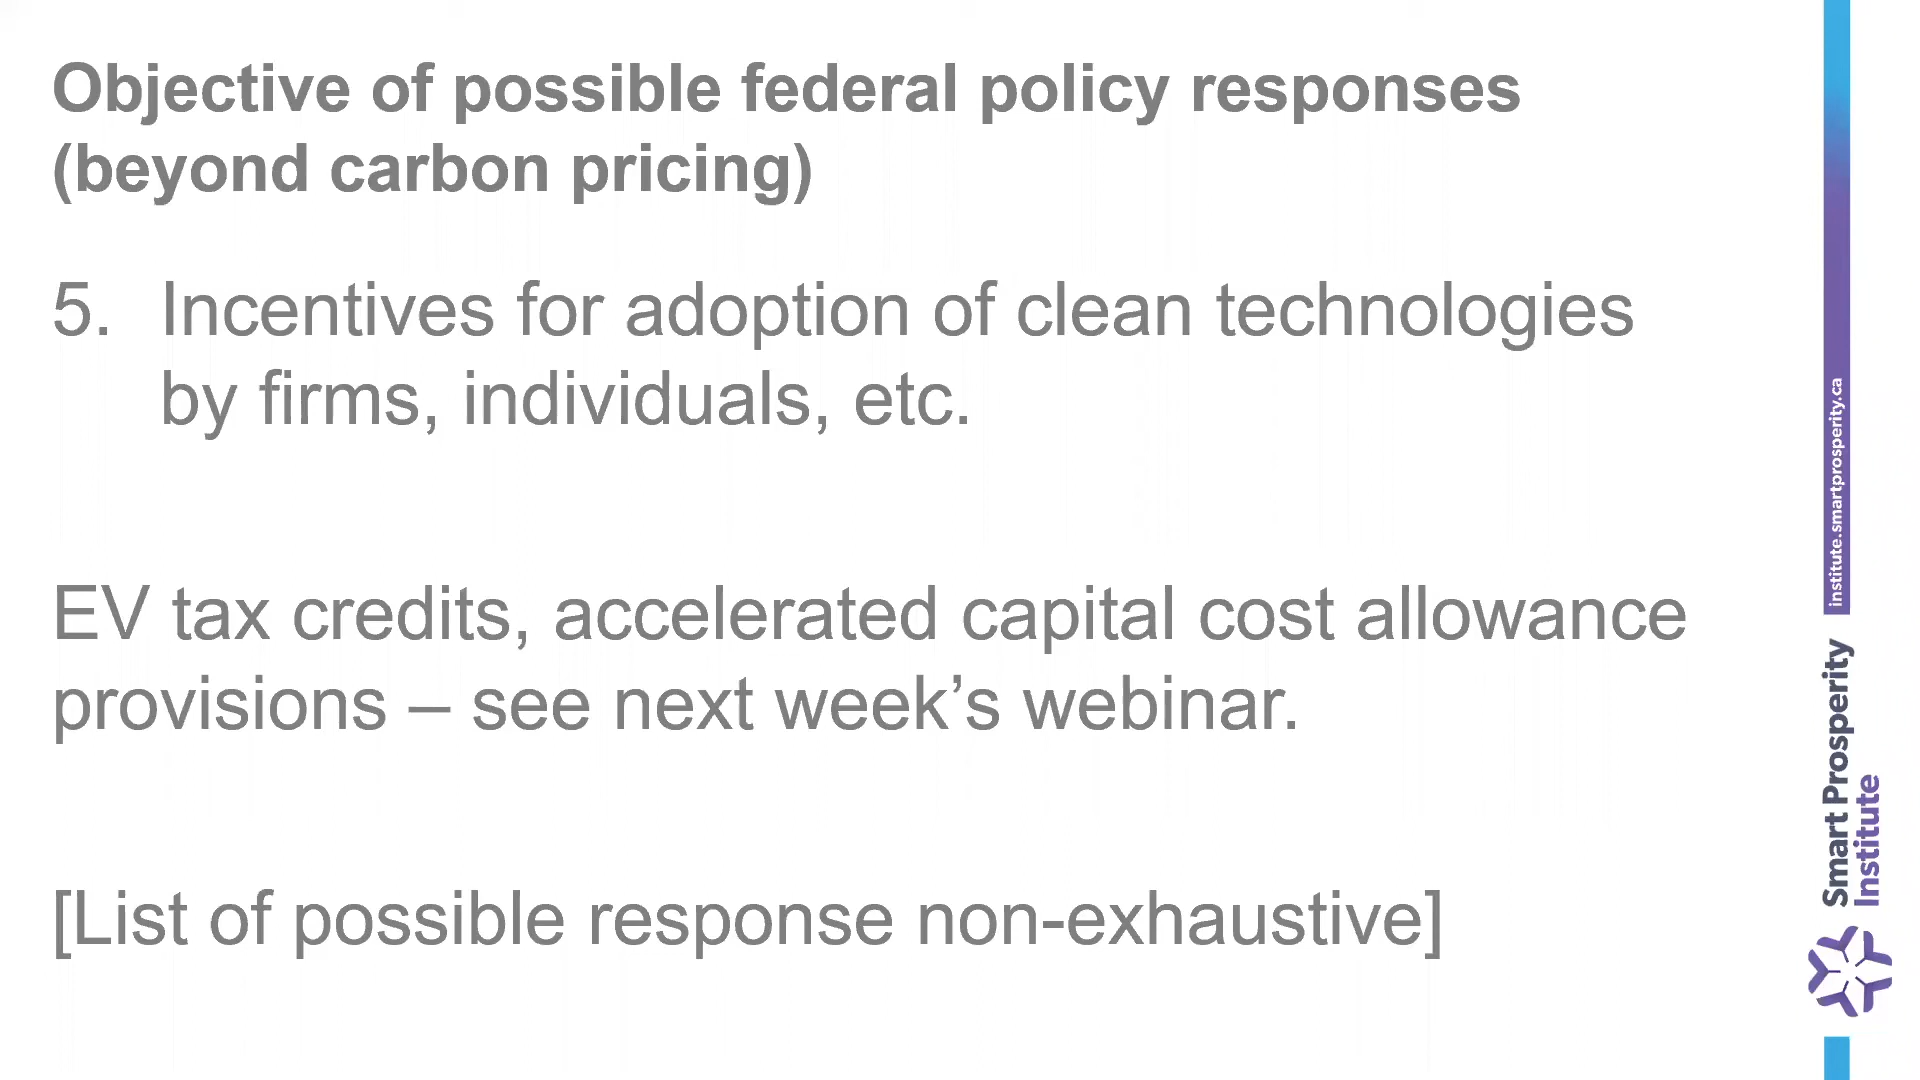 Objective of possible federal policy responses
(beyond carbon pricing)
5. Incentives for adoption of clean technologies
by firms, individuals, etc.
EV tax credits, accelerated capital cost allowance
provisions – see next week’s webinar.
[List of possible response non-exhaustive]
institute.smartprosperity.ca
Smart Prosperity
Institute